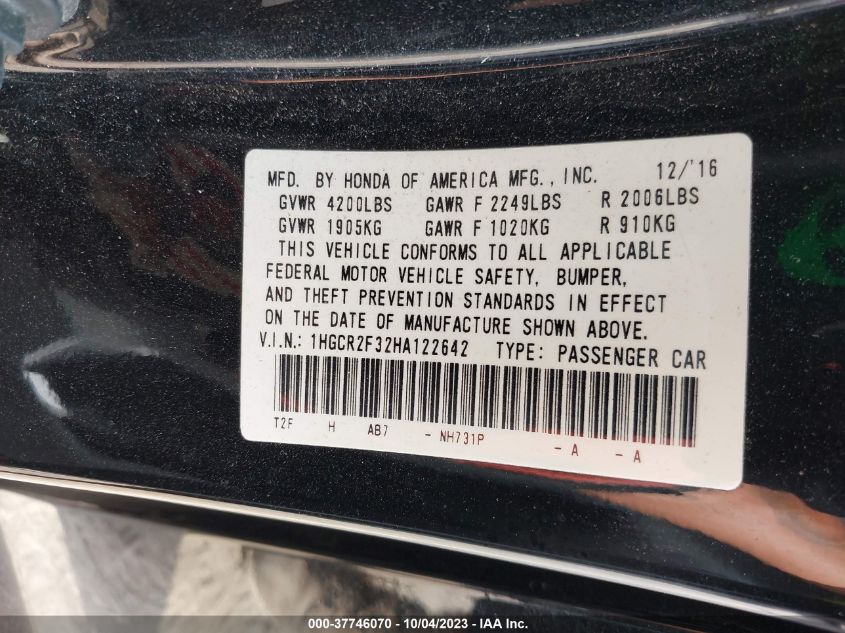 MFD. BY HONDA OF AMERICA MFG., INC. 12/'16
GVWR 4200LBS GAWR F 2249LBS R 2006LBS
GVWR 1905KG GAWR F 1020KG R 910KG
THIS VEHICLE CONFORMS TO ALL APPLICABLE
FEDERAL MOTOR VEHICLE SAFETY, BUMPER,
AND THEFT PREVENTION STANDARDS IN EFFECT
ON THE DATE OF MANUFACTURE SHOWN ABOVE.
V.I.N.: 1HGCR2F32HA122642 TYPE: PASSENGER CAR
T2F H AB7 - NH731P - A - A
000-37746070 - 10/04/2023 - IAA Inc.